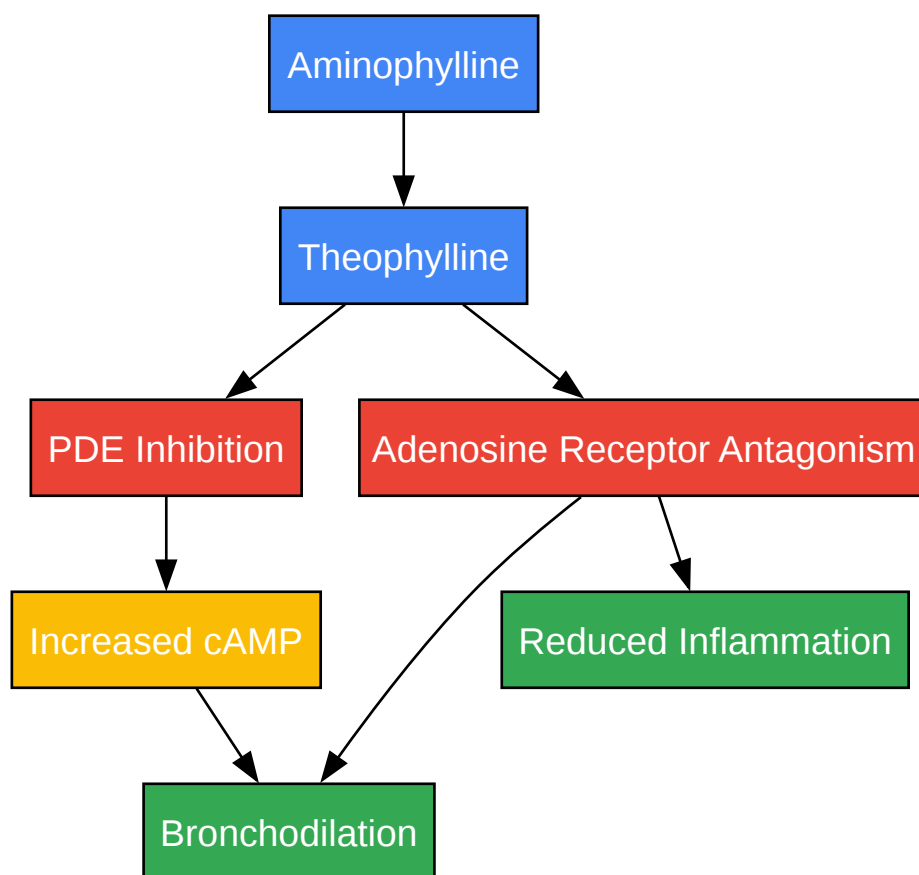 Aminophylline
Theophylline
PDE Inhibition
Adenosine Receptor Antagonism
Increased cAMP
Reduced Inflammation
Bronchodilation